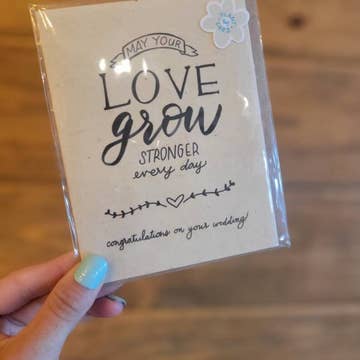 MAY YOUR
LOVE
grow
STRONGER
every day
congratulations on your wedding!